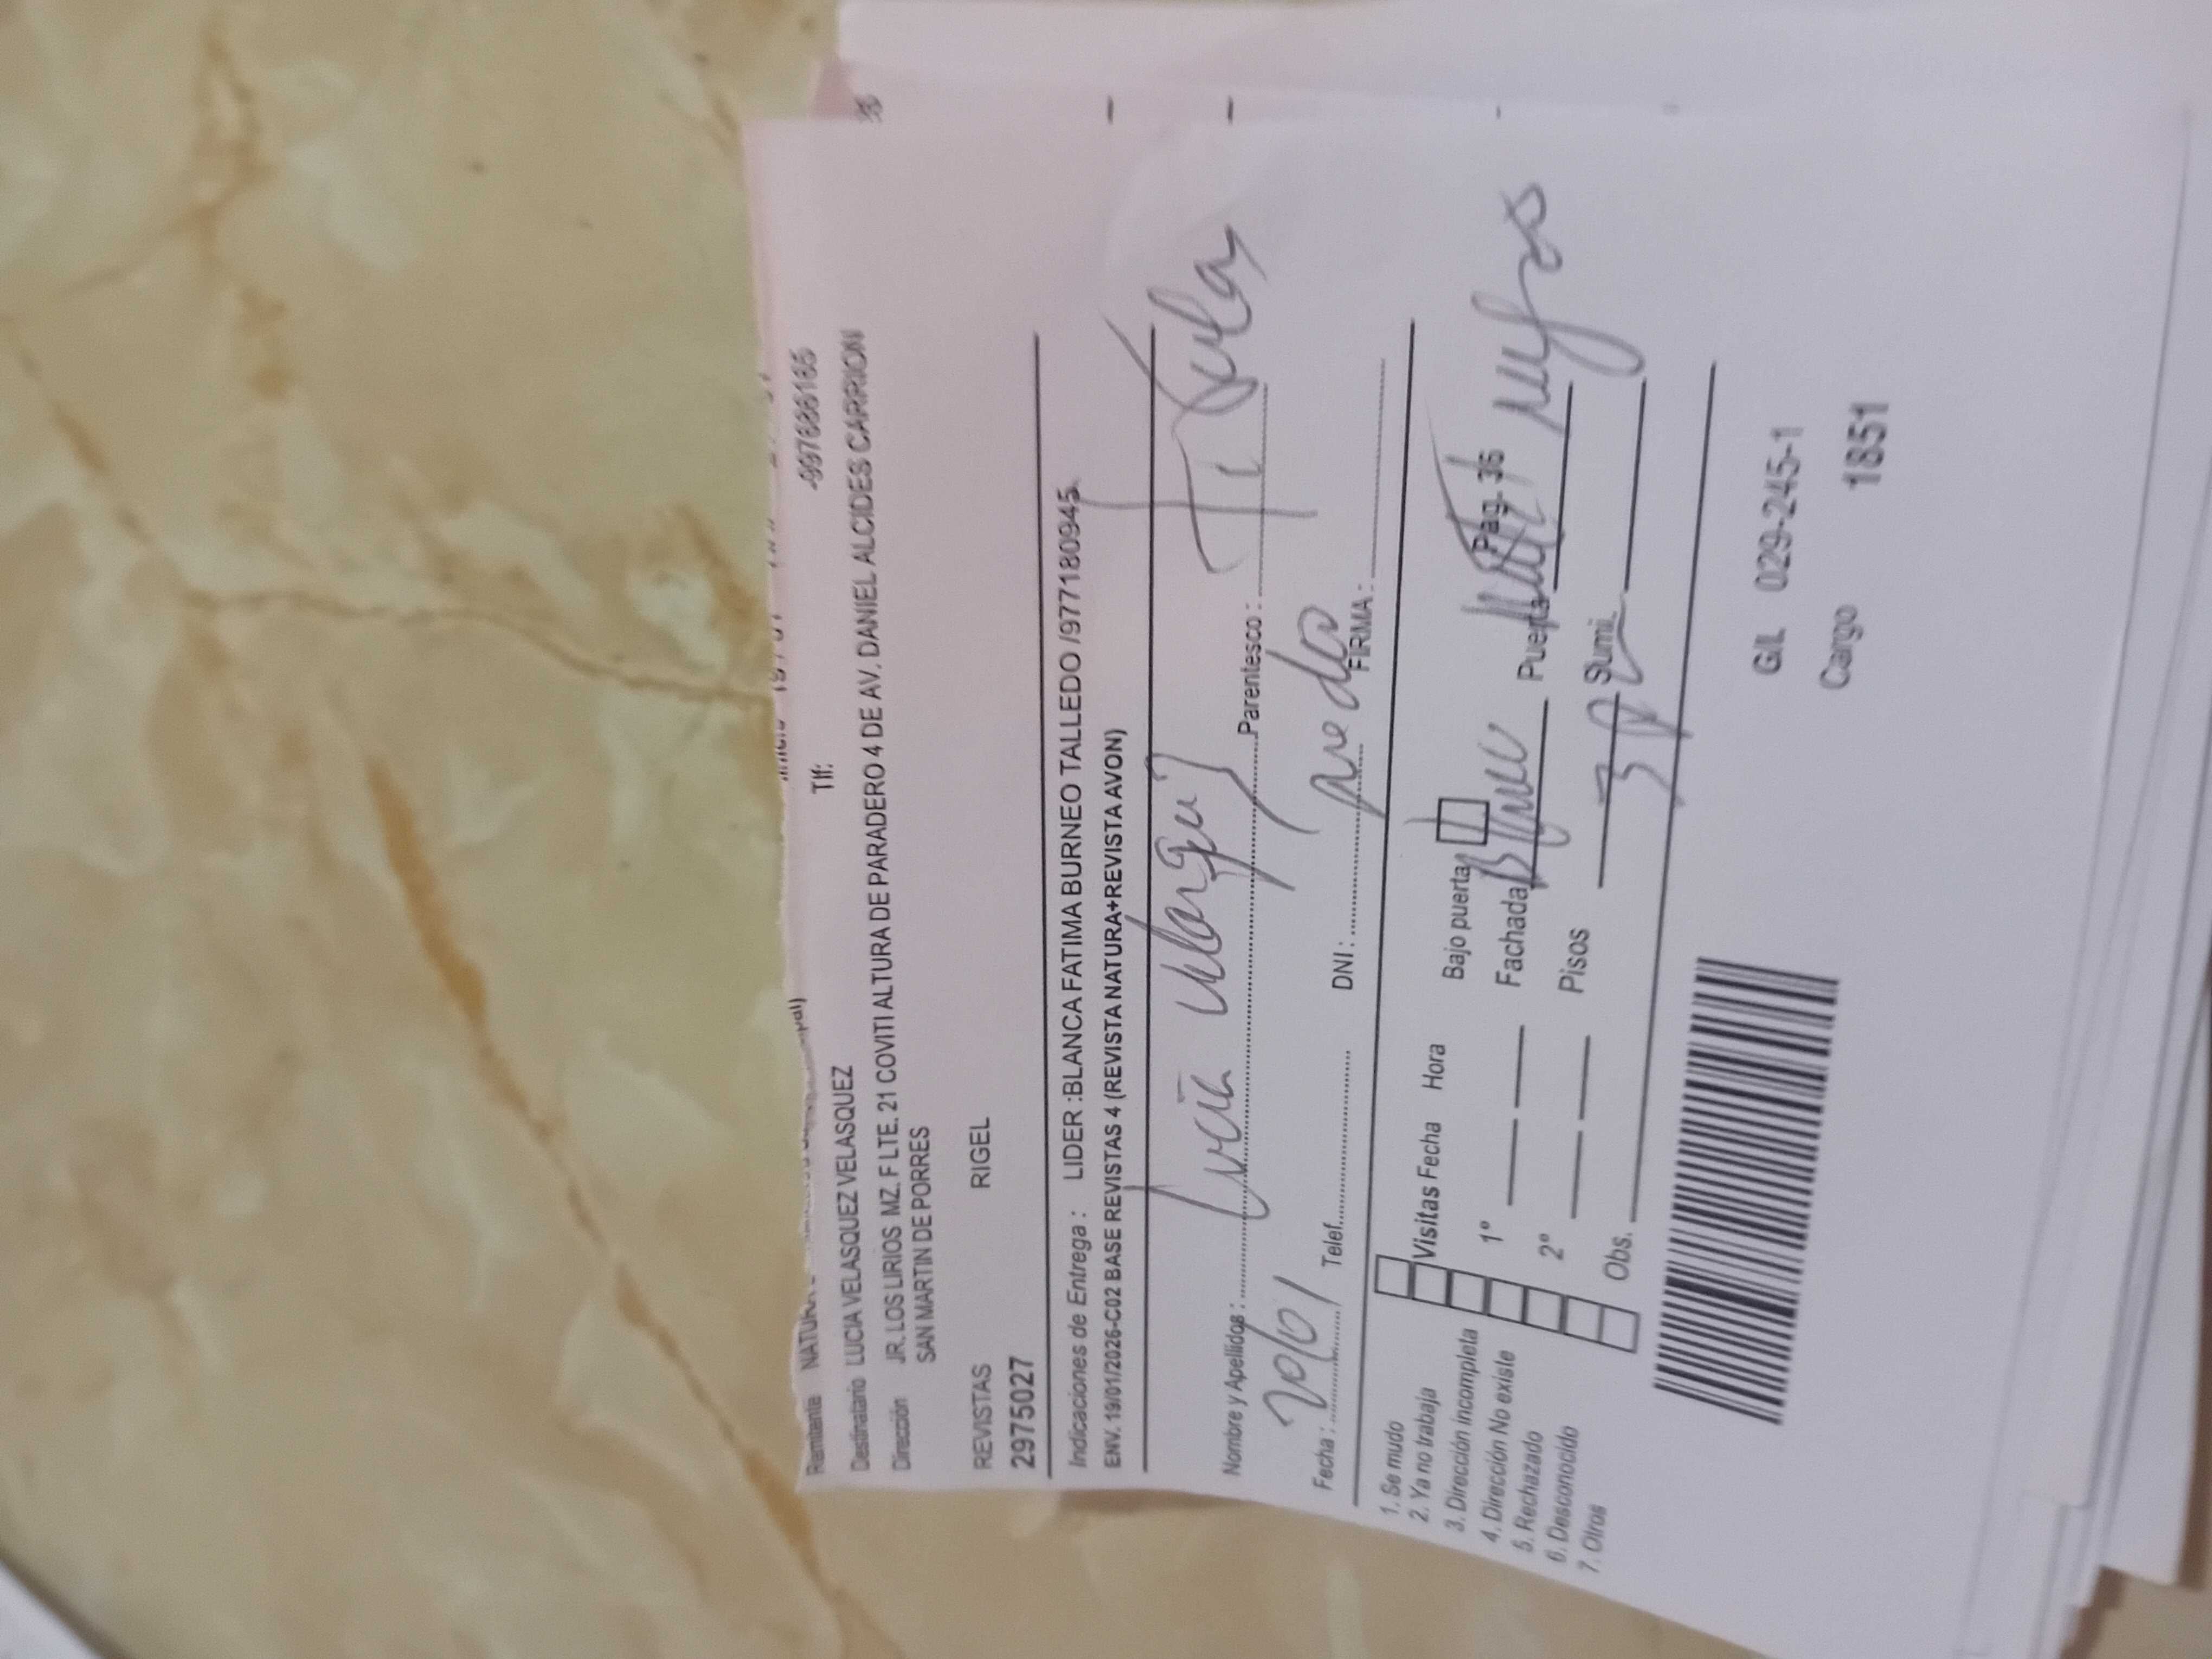 Remitente NATURA
Destinatario LUCIA VELASQUEZ VELASQUEZ Tlf:
Dirección JR. LOS LIRIOS MZ. F LTE. 21 COVITI ALTURA DE PARADERO 4 DE AV. DANIEL ALCIDES CARRION
SAN MARTIN DE PORRES
REVISTAS RIGEL
2975027
Indicaciones de Entrega : LIDER :BLANCA FATIMA BURNEO TALLEDO /977180945.
ENV. 19/01/2026-C02 BASE REVISTAS 4 (REVISTA NATURA+REVISTA AVON)
Nombre y Apellidos : Parentesco :
Fecha : 20/01 Telef. DNI : FIRMA :
1. Se mudo
2. Ya no trabaja
3. Dirección incompleta
4. Dirección No existe
5. Rechazado
6. Desconocido
7. Otros
Visitas Fecha Hora Bajo puerta Pag. 36
1° Fachada Puerta
2° Pisos 3 Sumi.
Obs.
GIL 029-245-1
Cargo 1851